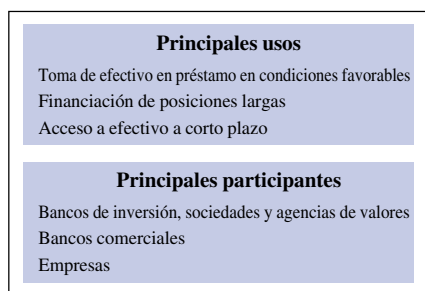 Principales usos
Toma de efectivo en préstamo en condiciones favorables
Financiación de posiciones largas
Acceso a efectivo a corto plazo
Principales participantes
Bancos de inversión, sociedades y agencias de valores
Bancos comerciales
Empresas